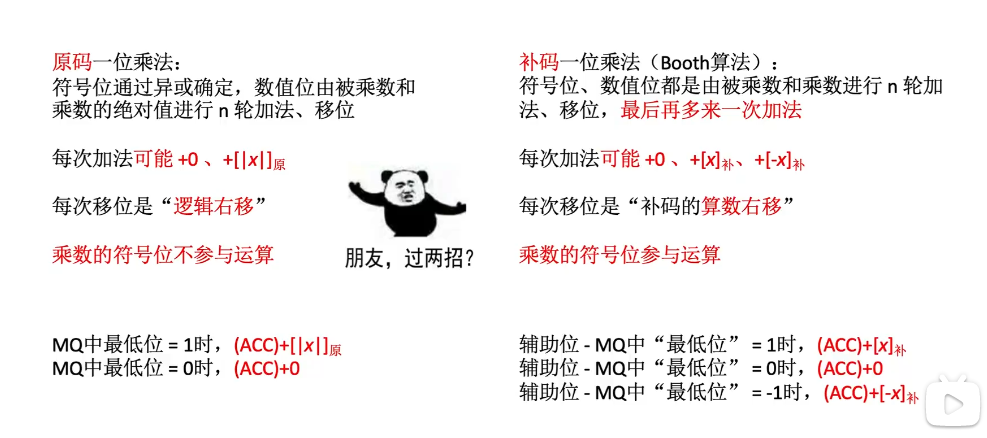 原码一位乘法：
符号位通过异或确定，数值位由被乘数和
乘数的绝对值进行 n 轮加法、移位
每次加法可能 +0 、+[|x|]原
每次移位是“逻辑右移”
乘数的符号位不参与运算
MQ中最低位 = 1时，(ACC)+[|x|]原
MQ中最低位 = 0时，(ACC)+0
朋友，过两招?
补码一位乘法（Booth算法）：
符号位、数值位都是由被乘数和乘数进行 n 轮加
法、移位，最后再多来一次加法
每次加法可能 +0 、+[x]补、+[-x]补
每次移位是“补码的算数右移”
乘数的符号位参与运算
辅助位 - MQ中“最低位” = 1时，(ACC)+[x]补
辅助位 - MQ中“最低位” = 0时，(ACC)+0
辅助位 - MQ中“最低位” = -1时，(ACC)+[-x]补